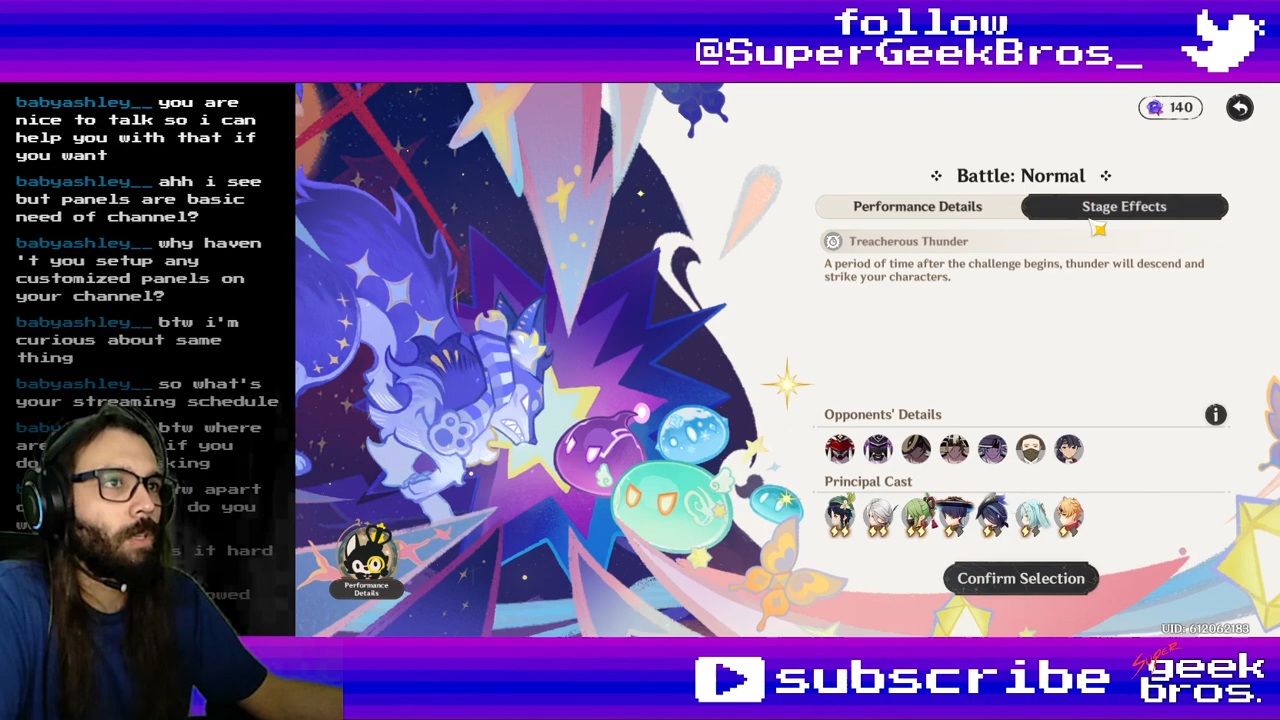 follow
@SuperGeekBros_
babyashley__ you are
nice to talk so i can
help you with that if
you want
babyashley__ ahh i see
but panels are basic
need of channel?
babyashley__ why haven
't you setup any
customized panels on
your channel?
babyashley__ btw i'm
curious about same
thing
babyashley__ so what's
your streaming schedule
btw where
if you
king
apart
do you
s it hard
owed
140
Battle: Normal
Performance Details
Stage Effects
Treacherous Thunder
A period of time after the challenge begins, thunder will descend and
strike your characters.
Opponents' Details
Principal Cast
Confirm Selection
Performance
Details
UID: 612062183
subscribe
SUPER
geek
bros.